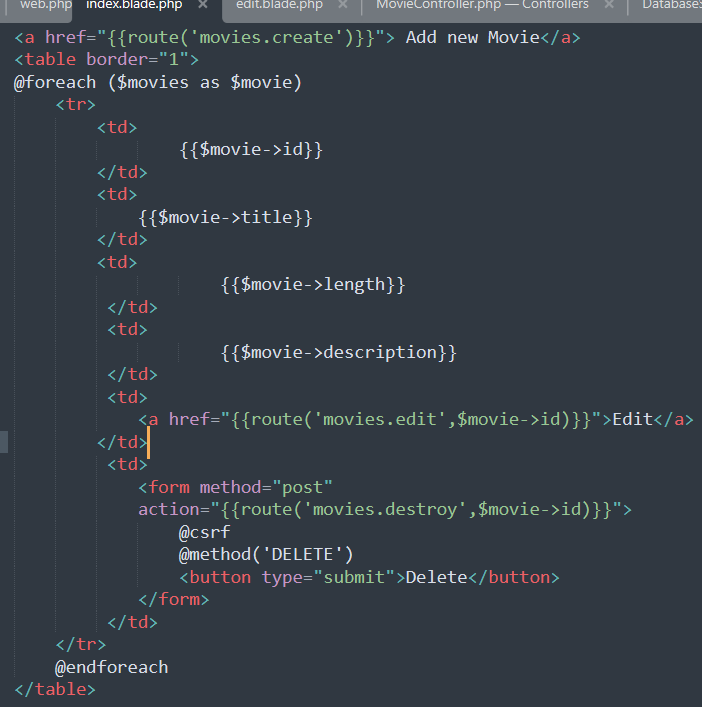 web.php index.blade.php × edit.blade.php × MovieController.php — Controllers ×
<a href="{{route('movies.create')}}"> Add new Movie</a>
<table border="1">
@foreach ($movies as $movie)
<tr>
<td>
{{$movie->id}}
</td>
<td>
{{$movie->title}}
</td>
<td>
{{$movie->length}}
</td>
<td>
{{$movie->description}}
</td>
<td>
<a href="{{route('movies.edit',$movie->id)}}">Edit</a>
</td>
<td>
<form method="post"
action="{{route('movies.destroy',$movie->id)}}">
@csrf
@method('DELETE')
<button type="submit">Delete</button>
</form>
</td>
</tr>
@endforeach
</table>